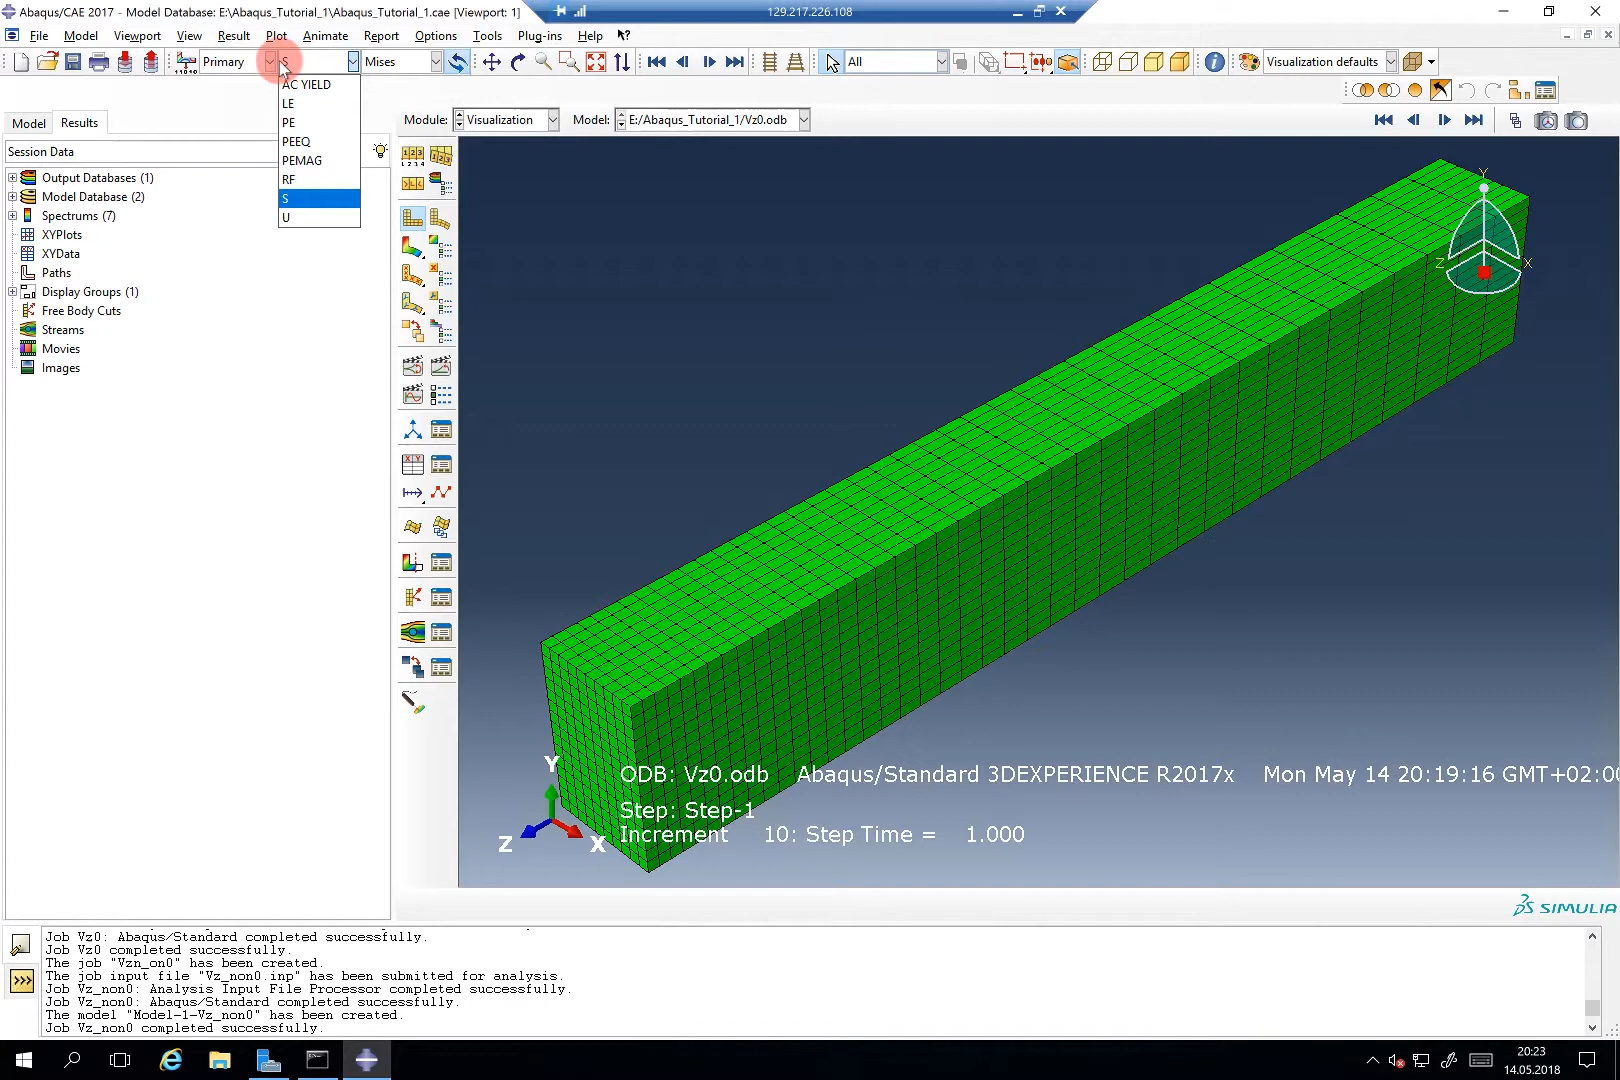 Abaqus/CAE 2017 - Model Database: E:\Abaqus_Tutorial_1\Abaqus_Tutorial_1.cae [Viewport: 1]
129.217.226.108
File Model Viewport View Result Plot Animate Report Options Tools Plug-ins Help
Primary S Mises All Visualization defaults
AC YIELD
LE
PE
PEEQ
PEMAG
RF
S
U
Model Results
Module: Visualization Model: E:/Abaqus_Tutorial_1/Vz0.odb
Session Data
Output Databases (1)
Model Database (2)
Spectrums (7)
XYPlots
XYData
Paths
Display Groups (1)
Free Body Cuts
Streams
Movies
Images
Y
Z X
Y
Z X
ODB: Vz0.odb Abaqus/Standard 3DEXPERIENCE R2017x Mon May 14 20:19:16 GMT+02:0
Step: Step-1
Increment 10: Step Time = 1.000
SIMULIA
Job Vz0: Abaqus/Standard completed successfully.
Job Vz0 completed successfully.
The job "Vzn_on0" has been created.
The job input file "Vz_non0.inp" has been submitted for analysis.
Job Vz_non0: Analysis Input File Processor completed successfully.
Job Vz_non0: Abaqus/Standard completed successfully.
The model "Model-1-Vz_non0" has been created.
Job Vz_non0 completed successfully.
20:23
14.05.2018